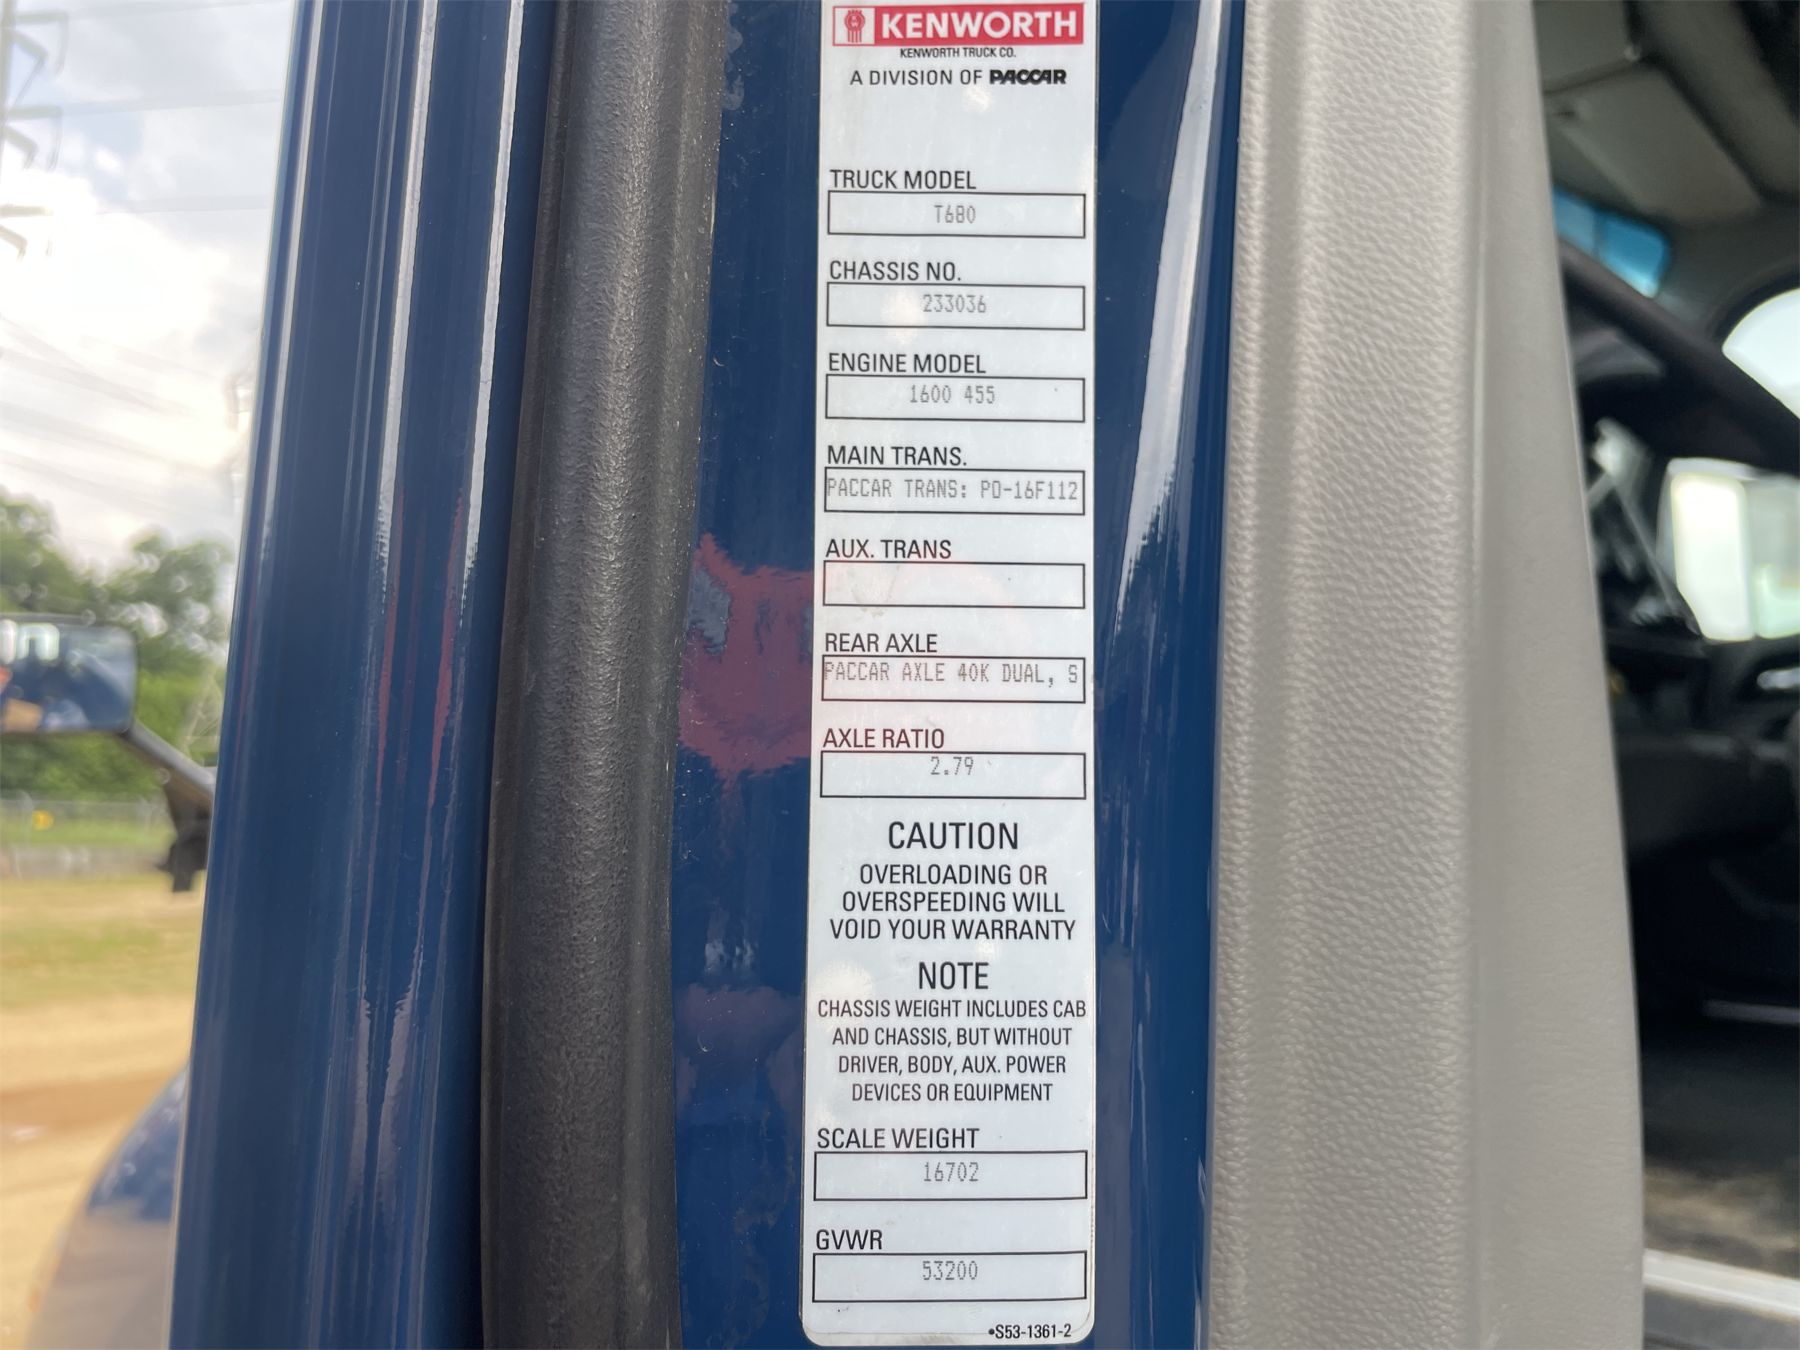 KENWORTH
KENWORTH TRUCK CO.
A DIVISION OF PACCAR
TRUCK MODEL
T680
CHASSIS NO.
233036
ENGINE MODEL
1600 455
MAIN TRANS.
PACCAR TRANS: PO-16F112
AUX. TRANS
REAR AXLE
PACCAR AXLE 40K DUAL, S
AXLE RATIO
2.79
CAUTION
OVERLOADING OR
OVERSPEEDING WILL
VOID YOUR WARRANTY
NOTE
CHASSIS WEIGHT INCLUDES CAB
AND CHASSIS, BUT WITHOUT
DRIVER, BODY, AUX. POWER
DEVICES OR EQUIPMENT
SCALE WEIGHT
16702
GVWR
53200
•S53-1361-2